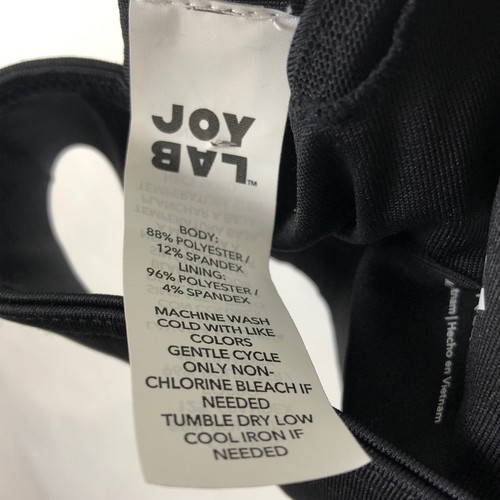 JOY
LAB™
BODY:
88% POLYESTER /
12% SPANDEX
LINING:
96% POLYESTER /
4% SPANDEX
MACHINE WASH
COLD WITH LIKE
COLORS
GENTLE CYCLE
ONLY NON-
CHLORINE BLEACH IF
NEEDED
TUMBLE DRY LOW
COOL IRON IF
NEEDED
Hecho en Vietnam